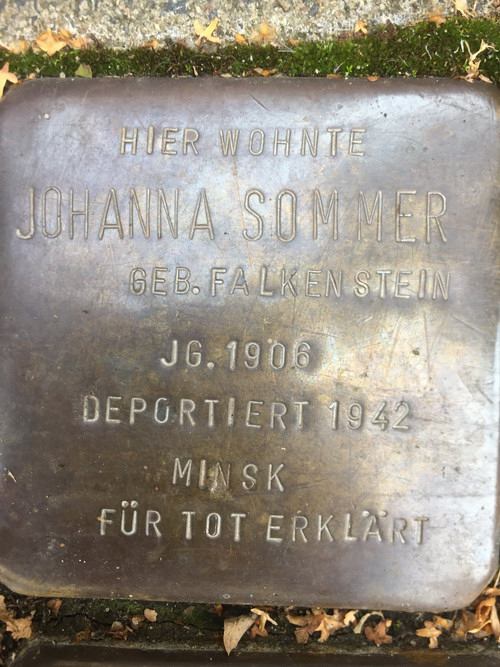 HIER WOHNTE
JOHANNA SOMMER
GEB. FALKENSTEIN
JG. 1906
DEPORTIERT 1942
MINSK
FÜR TOT ERKLÄRT